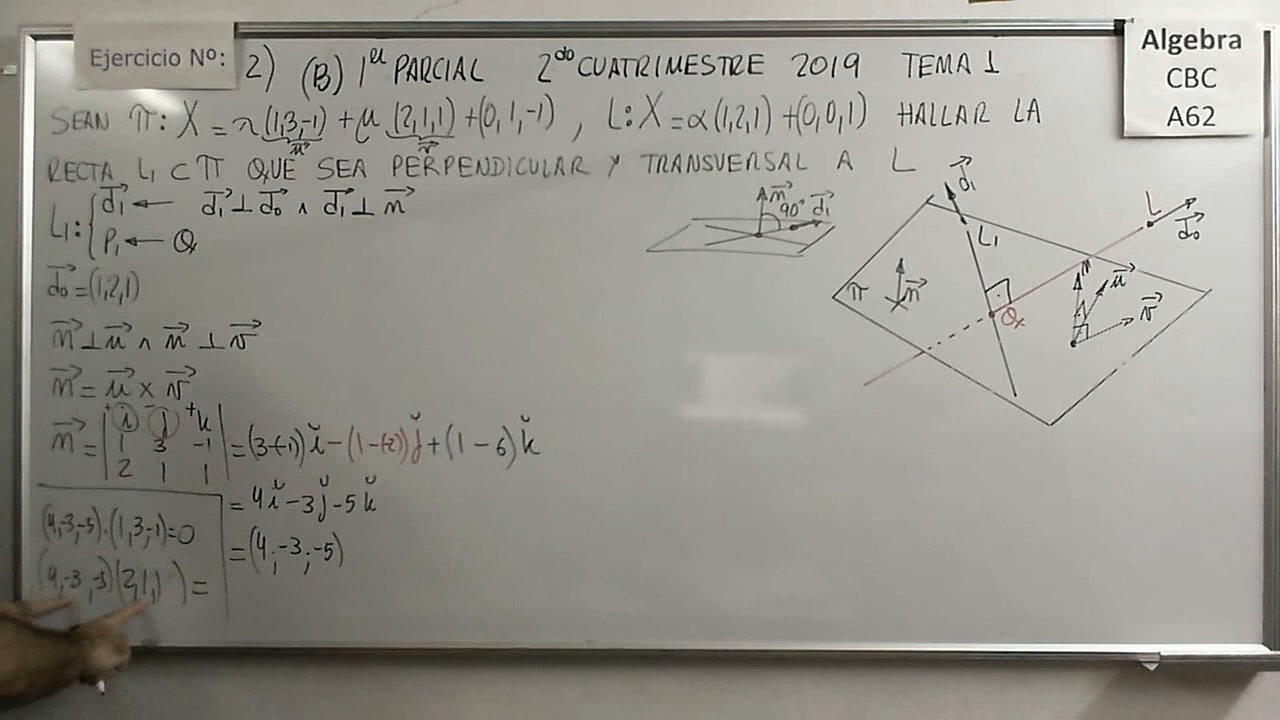 Ejercicio Nº:
2) (B) 1er PARCIAL 2do CUATRIMESTRE 2019 TEMA 1
Algebra
CBC
A62
SEAN π: X = λ(1,3,-1) + μ(2,1,1) + (0,1,-1), L: X = α(1,2,1) + (0,0,1) HALLAR LA
u⃗ v⃗
RECTA L₁ ⊂ π QUE SEA PERPENDICULAR Y TRANSVERSAL A L
L₁: { d₁⃗ ← d₁⃗ ⊥ d₀⃗ ∧ d₁⃗ ⊥ n⃗
P₁ ← Q
d₀⃗ = (1,2,1)
n⃗ ⊥ u⃗ ∧ n⃗ ⊥ v⃗
n⃗ = u⃗ × v⃗
n⃗ = | + i - j + k |
| 1 3 -1 | = (3-(-1)) i - (1-(-2)) j + (1-6) k
| 2 1 1 |
= 4i - 3j - 5k
= (4; -3; -5)
(4,-3,-5).(1,3,-1)=0
(4,-3,-5)(2,1,1)=
n⃗
90° d₁⃗
d₁⃗
L
d₀⃗
L₁
π n⃗
Q
n
u⃗
v⃗